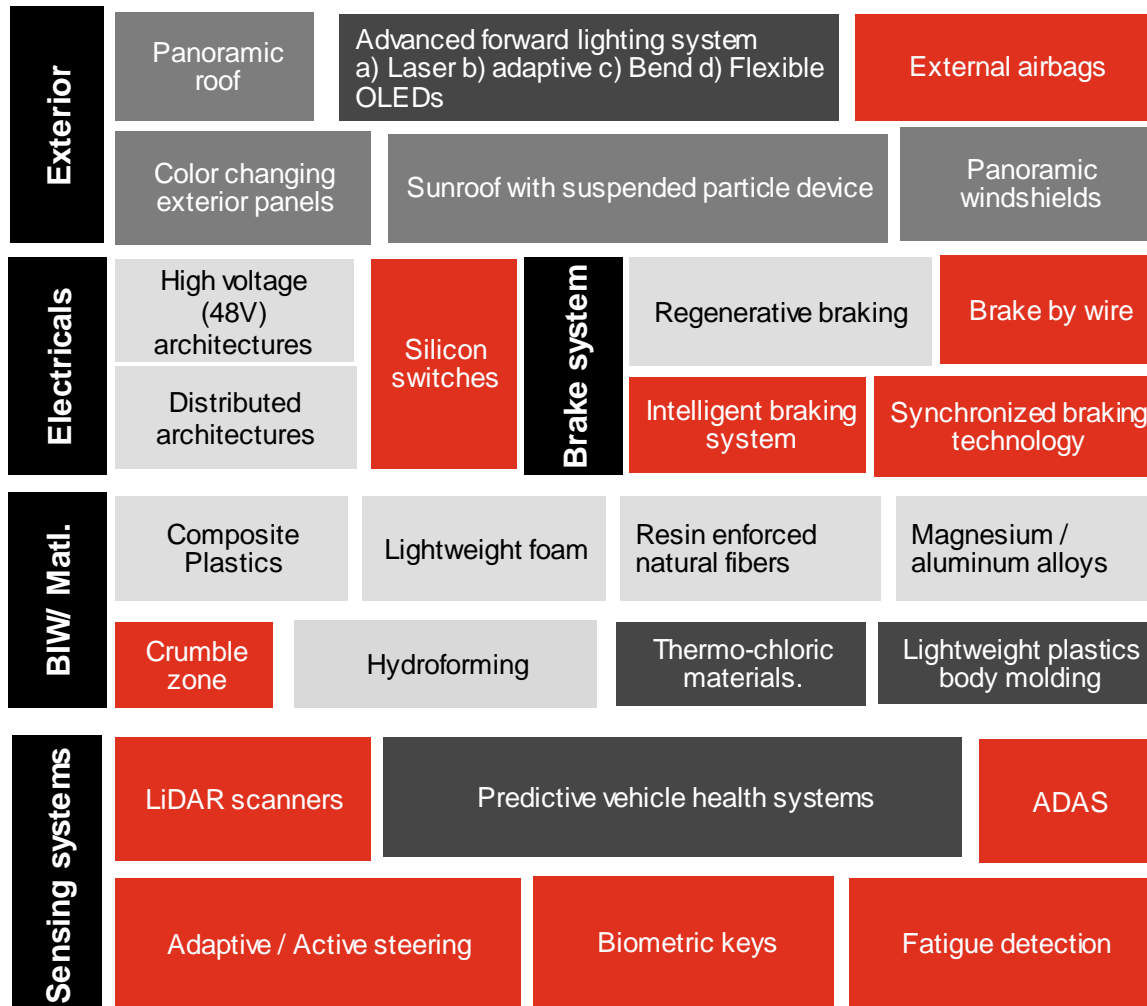 Exterior
Panoramic
roof
Advanced forward lighting system
a) Laser b) adaptive c) Bend d) Flexible
OLEDs
External airbags
Color changing
exterior panels
Sunroof with suspended particle device
Panoramic
windshields
Electricals
High voltage
(48V)
architectures
Distributed
architectures
Silicon
switches
Brake system
Regenerative braking
Brake by wire
Intelligent braking
system
Synchronized braking
technology
BIW/ Matl.
Composite
Plastics
Lightweight foam
Resin enforced
natural fibers
Magnesium /
aluminum alloys
Crumble
zone
Hydroforming
Thermo-chloric
materials.
Lightweight plastics
body molding
Sensing systems
LiDAR scanners
Predictive vehicle health systems
ADAS
Adaptive / Active steering
Biometric keys
Fatigue detection